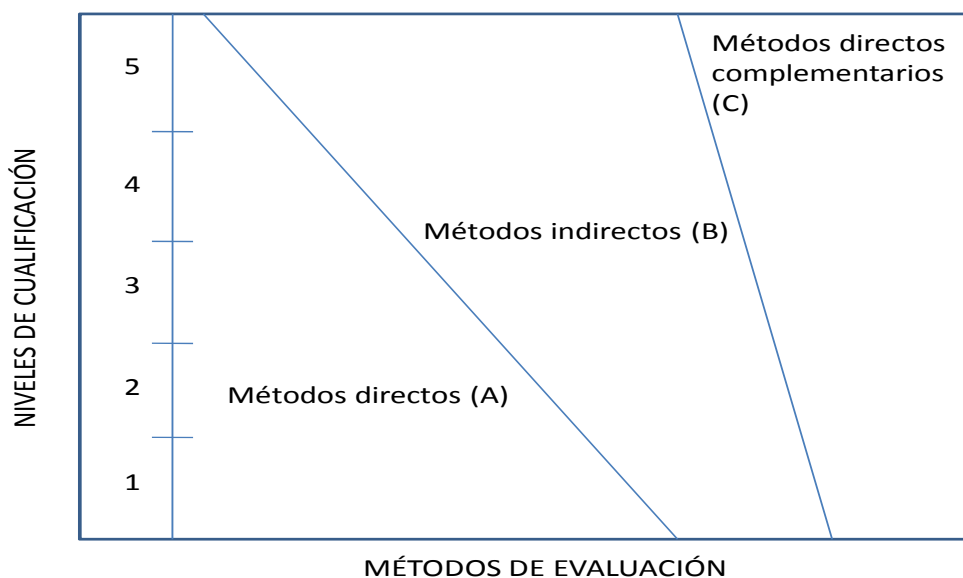 NIVELES DE CUALIFICACIÓN
5
4
3
2
1
Métodos directos
complementarios
(C)
Métodos indirectos (B)
Métodos directos (A)
MÉTODOS DE EVALUACIÓN